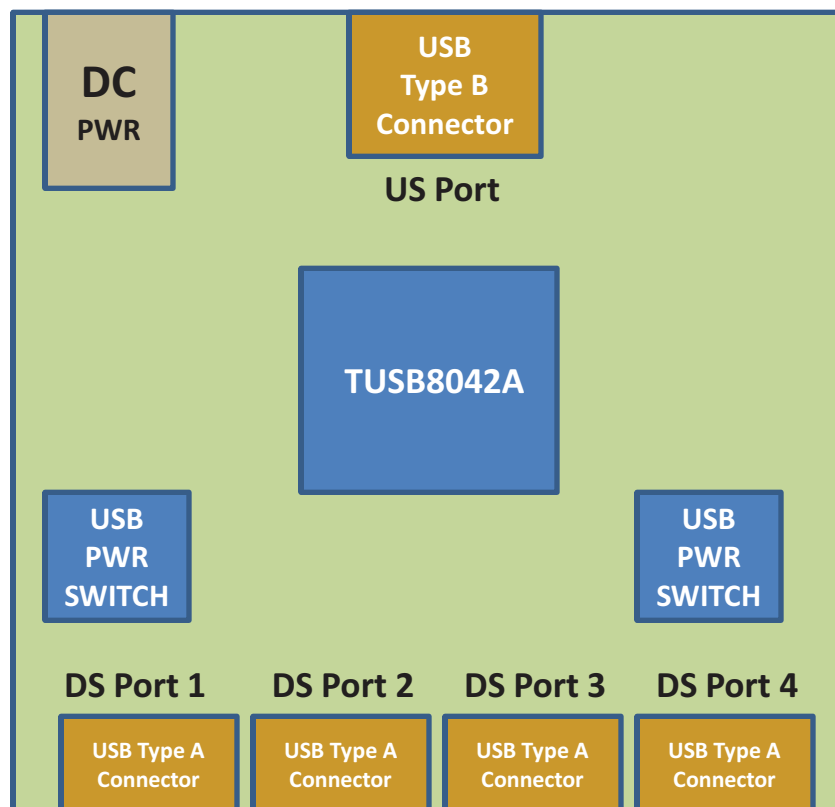 DC
PWR
USB
Type B
Connector
US Port
TUSB8042A
USB
PWR
SWITCH
USB
PWR
SWITCH
DS Port 1
DS Port 2
DS Port 3
DS Port 4
USB Type A
Connector
USB Type A
Connector
USB Type A
Connector
USB Type A
Connector